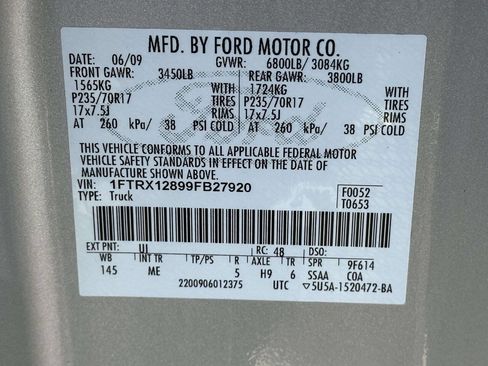 MFD. BY FORD MOTOR CO.
DATE: 06/09 GVWR: 6800LB/ 3084KG
FRONT GAWR: 3450LB REAR GAWR: 3800LB
1565KG WITH 1724KG WITH
P235/70R17 TIRES P235/70R17 TIRES
17x7.5J RIMS 17x7.5J RIMS
AT 260 kPa/ 38 PSI COLD AT 260 kPa/ 38 PSI COLD
THIS VEHICLE CONFORMS TO ALL APPLICABLE FEDERAL MOTOR
VEHICLE SAFETY STANDARDS IN EFFECT ON THE DATE OF
MANUFACTURE SHOWN ABOVE.
VIN: 1FTRX12899FB27920 F0052
TYPE: Truck T0653
EXT PNT: UI RC: 48 DSO:
WB INT TR TP/PS R AXLE TR SPR 9F614
145 ME 5 H9 6 SSAA COA
2200906012375 UTC ▽5U5A-1520472-BA
Ford